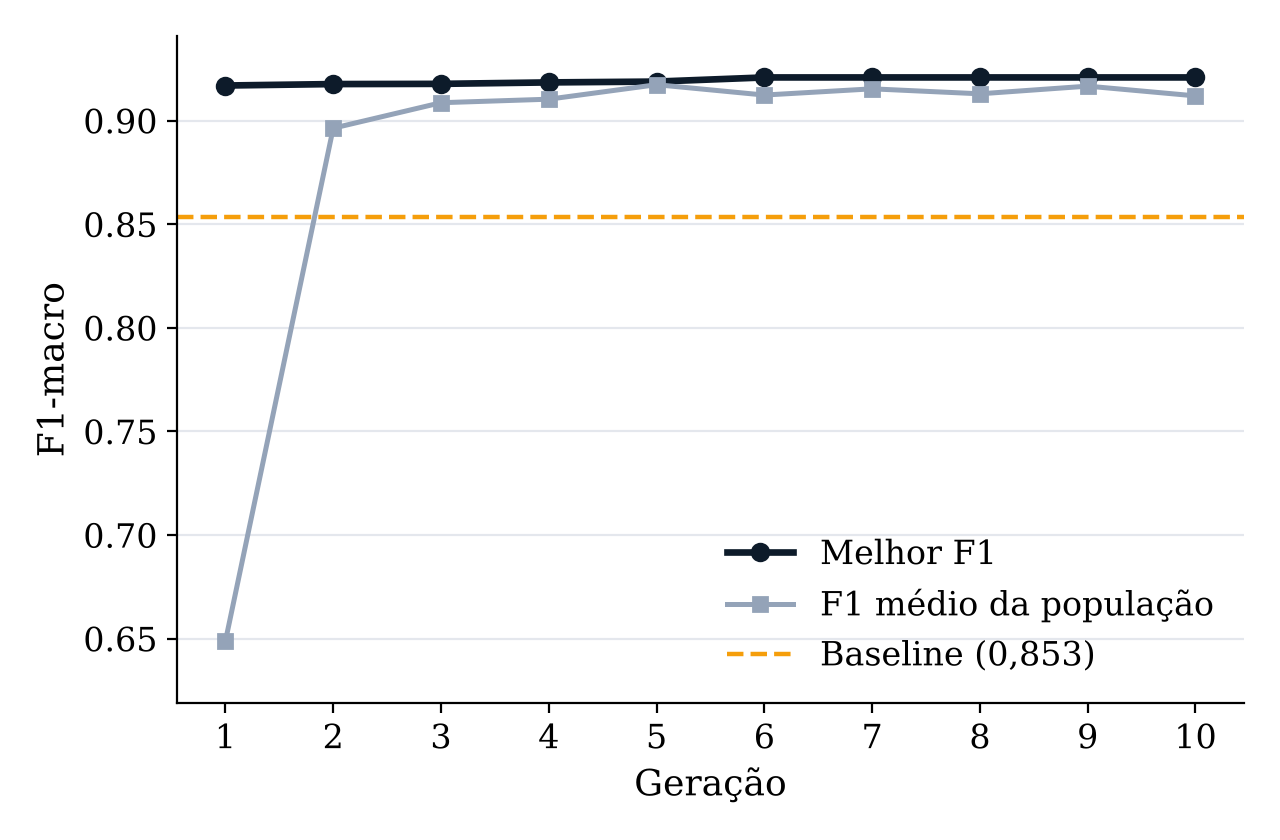 0.90
0.85
0.80
0.75
0.70
0.65
F1-macro
Melhor F1
F1 médio da população
Baseline (0,853)
1 2 3 4 5 6 7 8 9 10
Geração